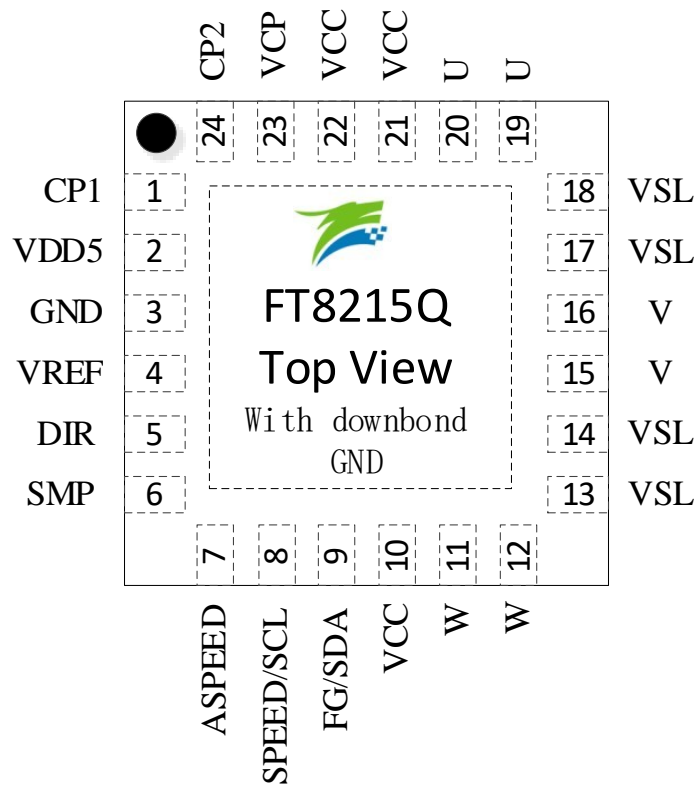 CP2 VCP VCC VCC U U
24 23 22 21 20 19
CP1 1 18 VSL
VDD5 2 17 VSL
GND 3 16 V
VREF 4 15 V
DIR 5 14 VSL
SMP 6 13 VSL
FT8215Q
Top View
With downbond
GND
7 8 9 10 11 12
ASPEED SPEED/SCL FG/SDA VCC W W